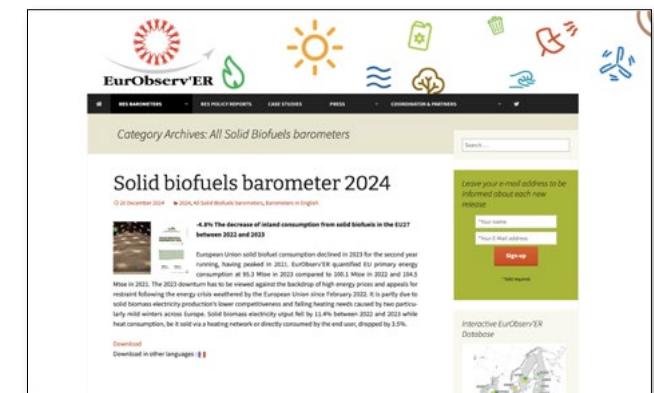 EurObserv'ER
RES BAROMETERS RES POLICY REPORTS CASE STUDIES PRESS COORDINATOR & PARTNERS
Category Archives: All Solid Biofuels barometers
Search ...
Solid biofuels barometer 2024
20 December 2024 2024, All Solid Biofuels barometers, Barometers in English
-4.8% The decrease of inland consumption from solid biofuels in the EU27
between 2022 and 2023
European Union solid biofuel consumption declined in 2023 for the second year
running, having peaked in 2021. EurObserv'ER quantified EU primary energy
consumption at 95.3 Mtoe in 2023 compared to 100.1 Mtoe in 2022 and 104.5
Mtoe in 2021. The 2023 downturn has to be viewed against the backdrop of high energy prices and appeals for
restraint following the energy crisis weathered by the European Union since February 2022. It is partly due to
solid biomass electricity production's lower competitiveness and falling heating needs caused by two particu-
larly mild winters across Europe. Solid biomass electricity utput fell by 11.4% between 2022 and 2023 while
heat consumption, be it sold via a heating network or directly consumed by the end user, dropped by 3.5%.
Download
Download in other languages :
Leave your e-mail address to be
informed about each new
release
*Your name
*Your E-Mail address
Sign-up
*field required
Interactive EurObserv'ER
Database